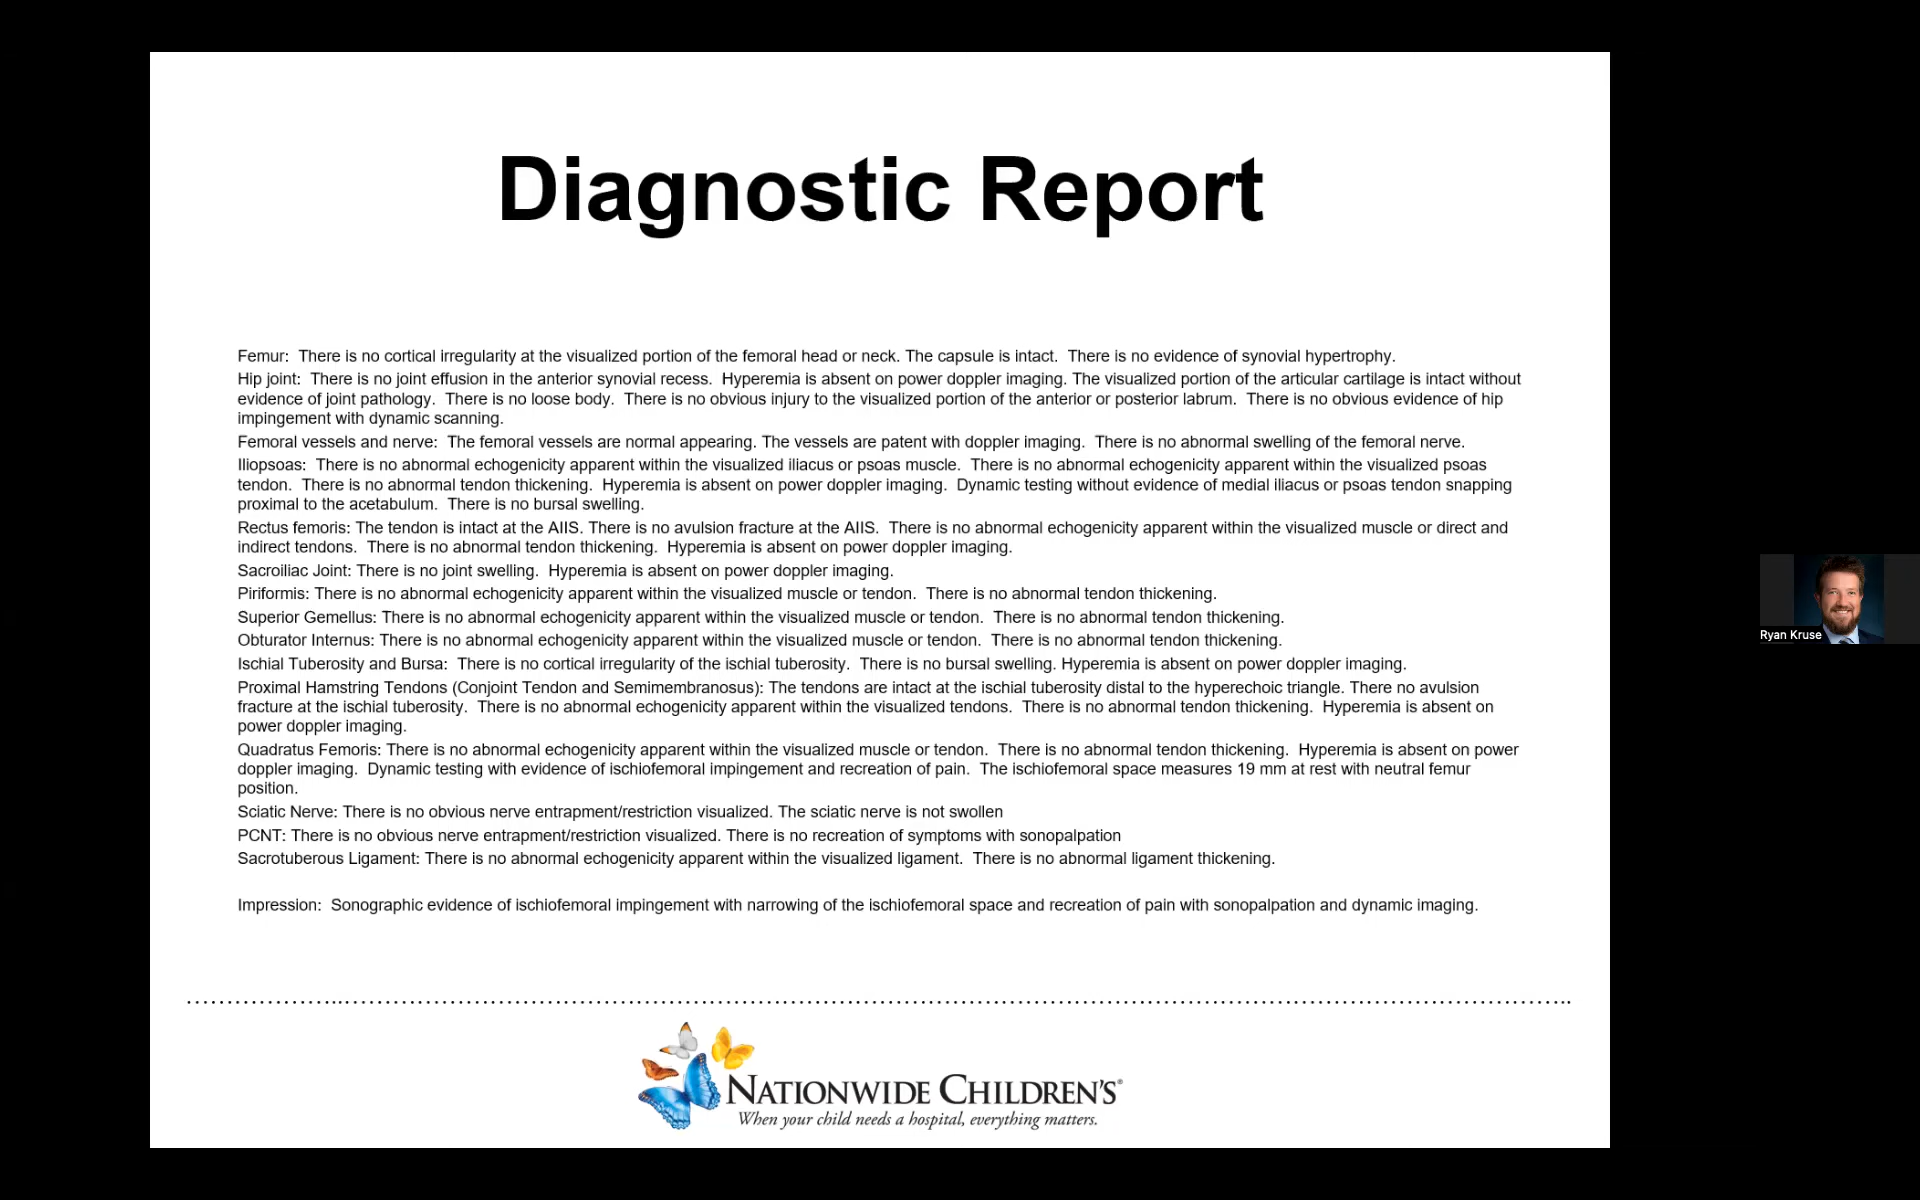 Diagnostic Report
Femur: There is no cortical irregularity at the visualized portion of the femoral head or neck. The capsule is intact. There is no evidence of synovial hypertrophy.
Hip joint: There is no joint effusion in the anterior synovial recess. Hyperemia is absent on power doppler imaging. The visualized portion of the articular cartilage is intact without
evidence of joint pathology. There is no loose body. There is no obvious injury to the visualized portion of the anterior or posterior labrum. There is no obvious evidence of hip
impingement with dynamic scanning.
Femoral vessels and nerve: The femoral vessels are normal appearing. The vessels are patent with doppler imaging. There is no abnormal swelling of the femoral nerve.
Iliopsoas: There is no abnormal echogenicity apparent within the visualized iliacus or psoas muscle. There is no abnormal echogenicity apparent within the visualized psoas
tendon. There is no abnormal tendon thickening. Hyperemia is absent on power doppler imaging. Dynamic testing without evidence of medial iliacus or psoas tendon snapping
proximal to the acetabulum. There is no bursal swelling.
Rectus femoris: The tendon is intact at the AIIS. There is no avulsion fracture at the AIIS. There is no abnormal echogenicity apparent within the visualized muscle or direct and
indirect tendons. There is no abnormal tendon thickening. Hyperemia is absent on power doppler imaging.
Sacroiliac Joint: There is no joint swelling. Hyperemia is absent on power doppler imaging.
Piriformis: There is no abnormal echogenicity apparent within the visualized muscle or tendon. There is no abnormal tendon thickening.
Superior Gemellus: There is no abnormal echogenicity apparent within the visualized muscle or tendon. There is no abnormal tendon thickening.
Obturator Internus: There is no abnormal echogenicity apparent within the visualized muscle or tendon. There is no abnormal tendon thickening.
Ischial Tuberosity and Bursa: There is no cortical irregularity of the ischial tuberosity. There is no bursal swelling. Hyperemia is absent on power doppler imaging.
Proximal Hamstring Tendons (Conjoint Tendon and Semimembranosus): The tendons are intact at the ischial tuberosity distal to the hyperechoic triangle. There no avulsion
fracture at the ischial tuberosity. There is no abnormal echogenicity apparent within the visualized tendons. There is no abnormal tendon thickening. Hyperemia is absent on
power doppler imaging.
Quadratus Femoris: There is no abnormal echogenicity apparent within the visualized muscle or tendon. There is no abnormal tendon thickening. Hyperemia is absent on power
doppler imaging. Dynamic testing with evidence of ischiofemoral impingement and recreation of pain. The ischiofemoral space measures 19 mm at rest with neutral femur
position.
Sciatic Nerve: There is no obvious nerve entrapment/restriction visualized. The sciatic nerve is not swollen
PCNT: There is no obvious nerve entrapment/restriction visualized. There is no recreation of symptoms with sonopalpation
Sacrotuberous Ligament: There is no abnormal echogenicity apparent within the visualized ligament. There is no abnormal ligament thickening.
Impression: Sonographic evidence of ischiofemoral impingement with narrowing of the ischiofemoral space and recreation of pain with sonopalpation and dynamic imaging.
NATIONWIDE CHILDREN'S®
When your child needs a hospital, everything matters.
Ryan Kruse